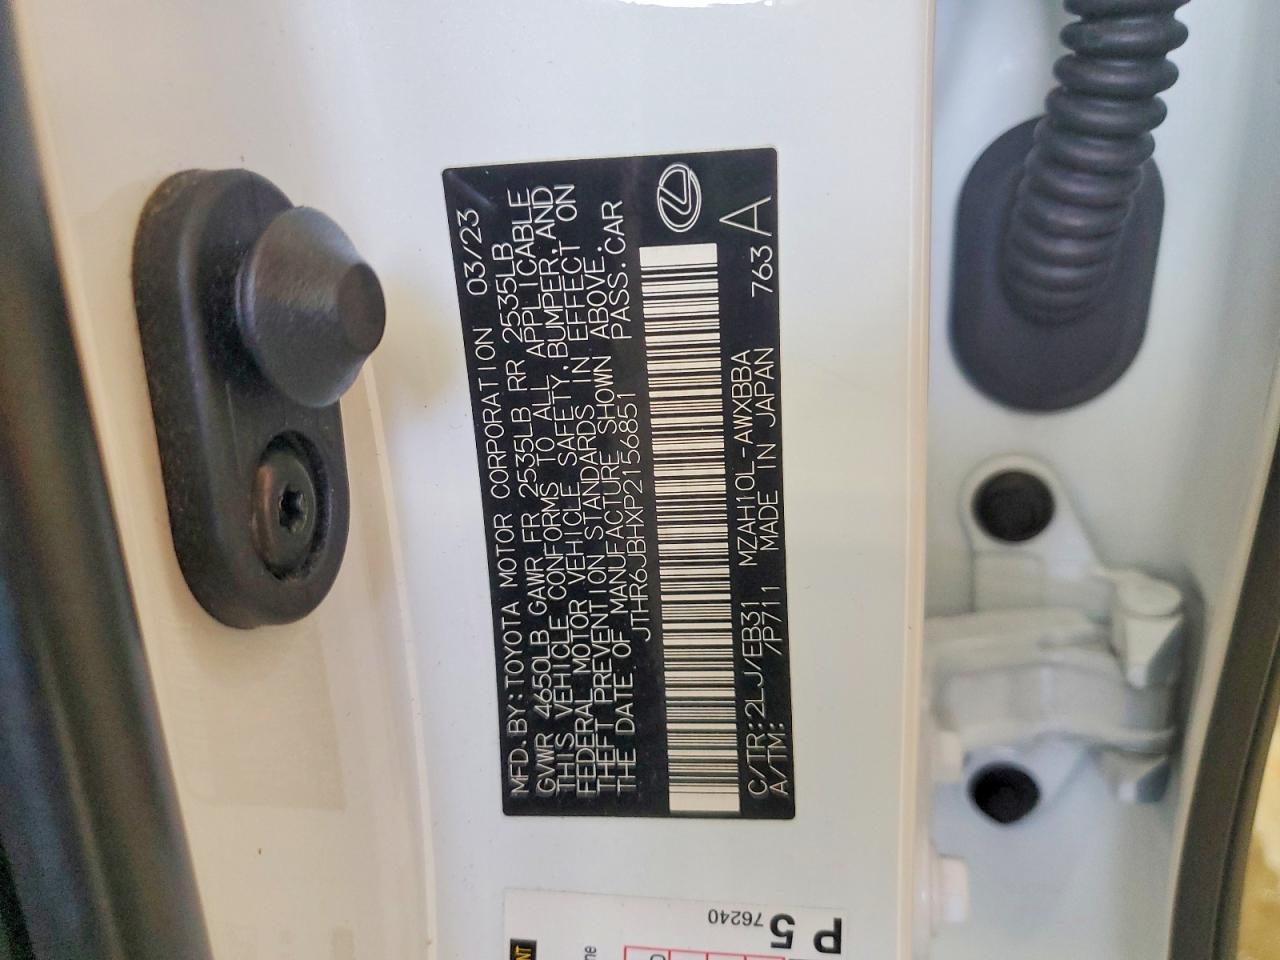 MFD. BY: TOYOTA MOTOR CORPORATION 03/23
GVWR 4650LB GAWR FR 2535LB RR 2535LB
THIS VEHICLE CONFORMS TO ALL APPLICABLE
FEDERAL MOTOR VEHICLE SAFETY, BUMPER, AND
THEFT PREVENTION STANDARDS IN EFFECT ON
THE DATE OF MANUFACTURE SHOWN ABOVE.
JTHR6JBHXP2156851 PASS. CAR
C/TR: 2LJ/EB31 MZAH10L-AWXBBA 763 A
A/TM: /P711 MADE IN JAPAN
76240
P
5